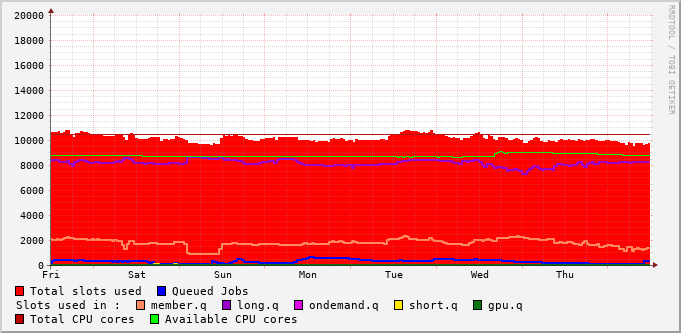 20000
18000
16000
14000
12000
10000
8000
6000
4000
2000
0
Fri Sat Sun Mon Tue Wed Thu
Total slots used Queued Jobs
Slots used in : member.q long.q ondemand.q short.q gpu.q
Total CPU cores Available CPU cores
RRDTOOL / TOBI OETIKER